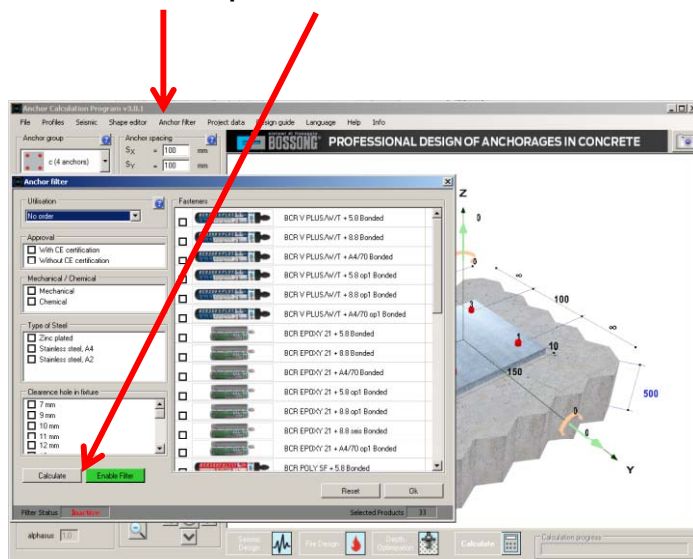 Anchor Calculation Program v3.0.1
File Profiles Seismic Shape editor Anchor filter Project data Design guide Language Help Info
Anchor group
c (4 anchors)
Anchor spacing
SX = 100 mm
SY = 100 mm
BOSSONG PROFESSIONAL DESIGN OF ANCHORAGES IN CONCRETE
Anchor filter
Utilisation
No order
Approval
With CE certification
Without CE certification
Mechanical / Chemical
Mechanical
Chemical
Type of Steel
Zinc plated
Stainless steel, A4
Stainless steel, A2
Clearence hole in fixture
7 mm
9 mm
10 mm
11 mm
12 mm
Calculate
Enable Filter
Fasteners
BCR V PLUS/W/T + 5.8 Bonded
BCR V PLUS/W/T + 8.8 Bonded
BCR V PLUS/W/T + A4/70 Bonded
BCR V PLUS/W/T + 5.8 op1 Bonded
BCR V PLUS/W/T + 8.8 op1 Bonded
BCR V PLUS/W/T + A4/70 op1 Bonded
BCR EPOXY 21 + 5.8 Bonded
BCR EPOXY 21 + 8.8 Bonded
BCR EPOXY 21 + A4/70 Bonded
BCR EPOXY 21 + 5.8 op1 Bonded
BCR EPOXY 21 + 8.8 op1 Bonded
BCR EPOXY 21 + 8.8 seis Bonded
BCR EPOXY 21 + A4/70 op1 Bonded
BCR POLY SF + 5.8 Bonded
Reset
Ok
Filter Status Inactive
Selected Products 33
Z
0
0
3
1
∞
100
∞
10
150
500
0
0
Y
alphasus 1.0
Seismic Design
Fire Design
Depth Optimization
Calculate
Calculation progress